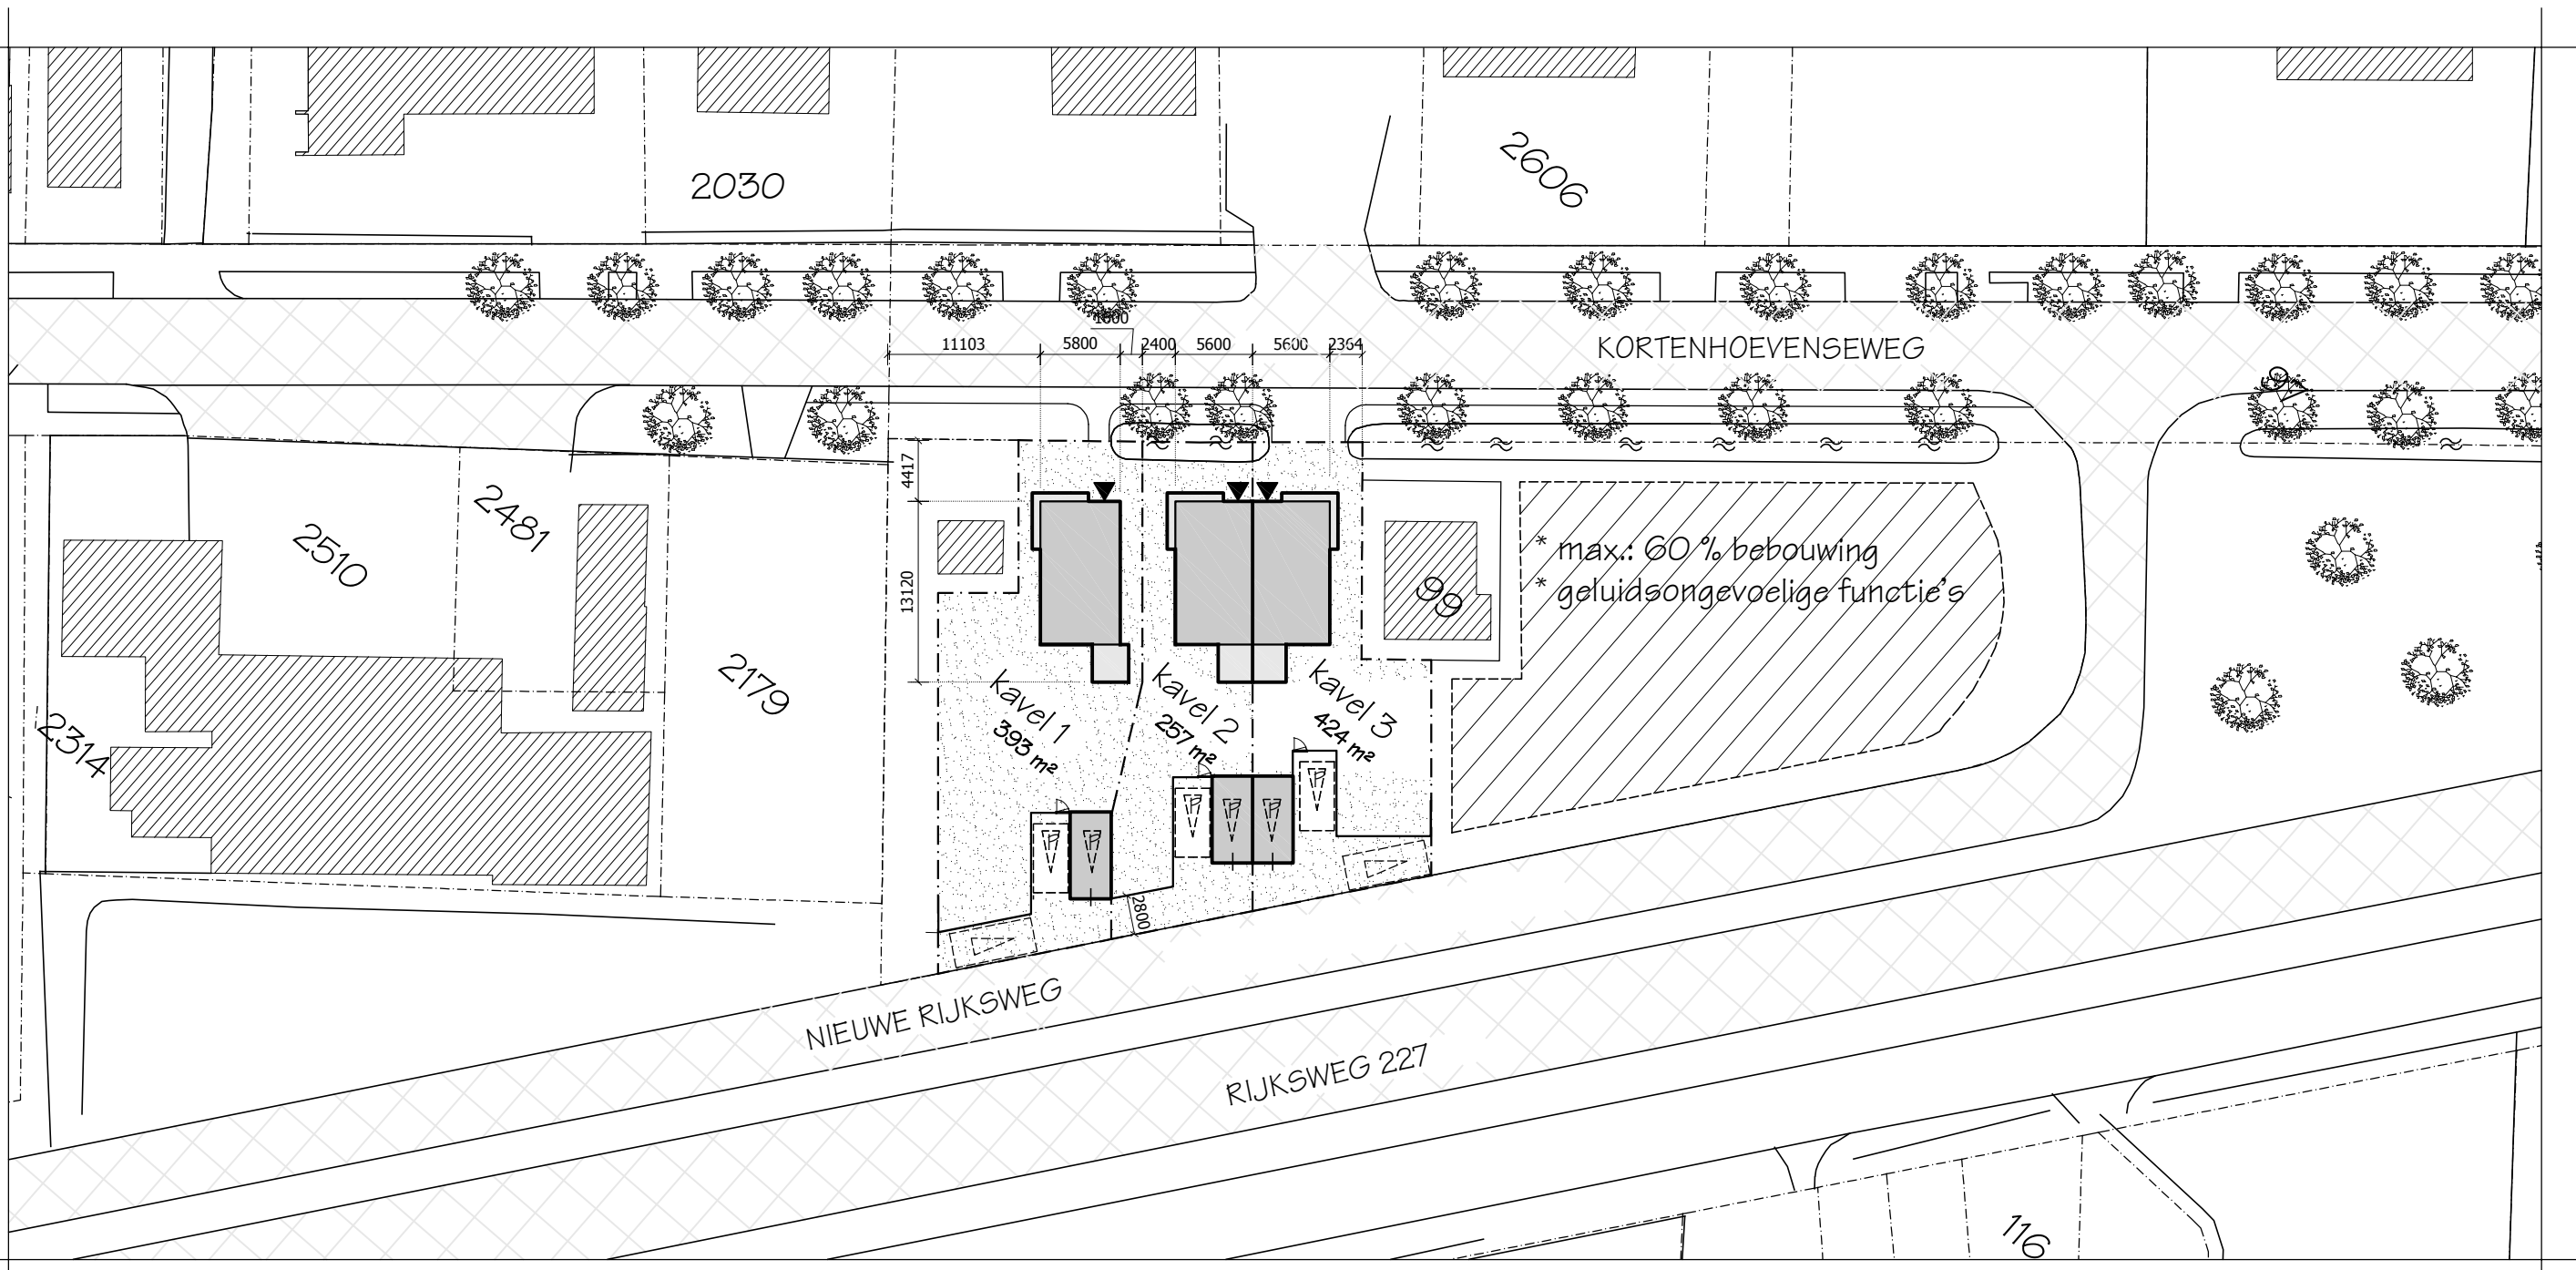 2030
2606
1600
11103
5800
2400
5600
5600
2364
KORTENHOEVENSEWEG
9
4417
2481
2510
* max.: 60 % bebouwing
* geluidsongevoelige functie's
99
13120
2179
2314
kavel 1
393 m²
kavel 2
257 m²
kavel 3
424 m²
P
P
P
P
P
P
2800
NIEUWE RIJKSWEG
RIJKSWEG 227
116